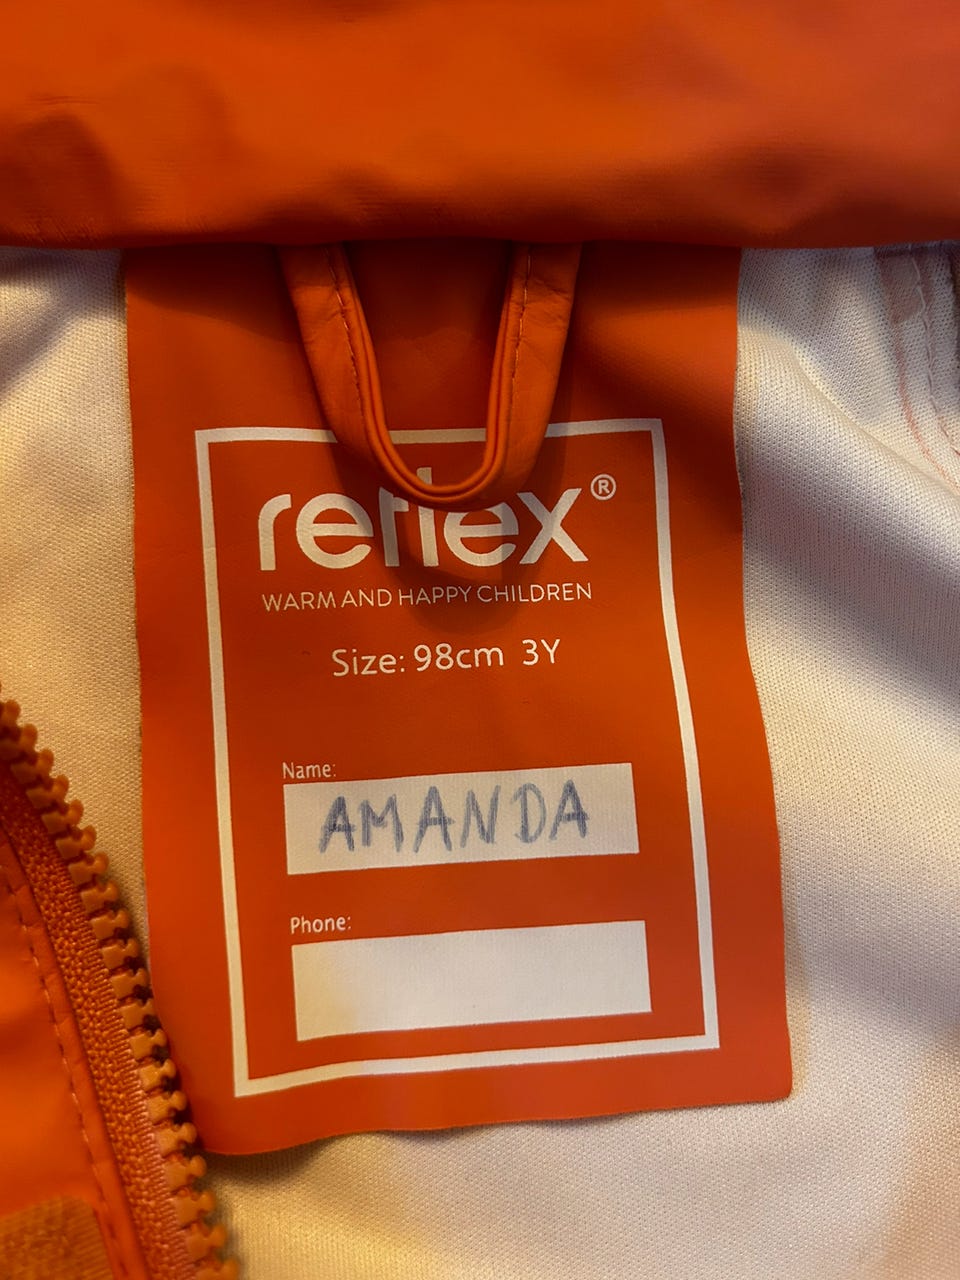 reflex®
WARM AND HAPPY CHILDREN
Size: 98cm 3Y
Name:
AMANDA
Phone: